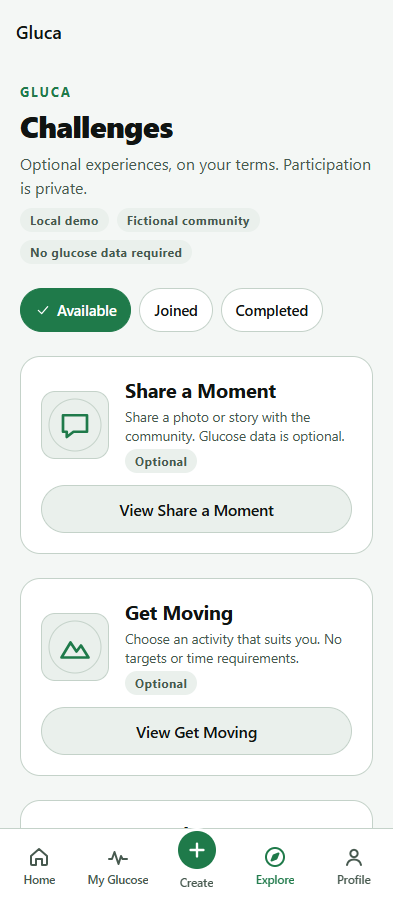 Gluca
GLUCA
Challenges
Optional experiences, on your terms. Participation
is private.
Local demo
Fictional community
No glucose data required
Available
Joined
Completed
Share a Moment
Share a photo or story with the
community. Glucose data is optional.
Optional
View Share a Moment
Get Moving
Choose an activity that suits you. No
targets or time requirements.
Optional
View Get Moving
Home
My Glucose
Create
Explore
Profile